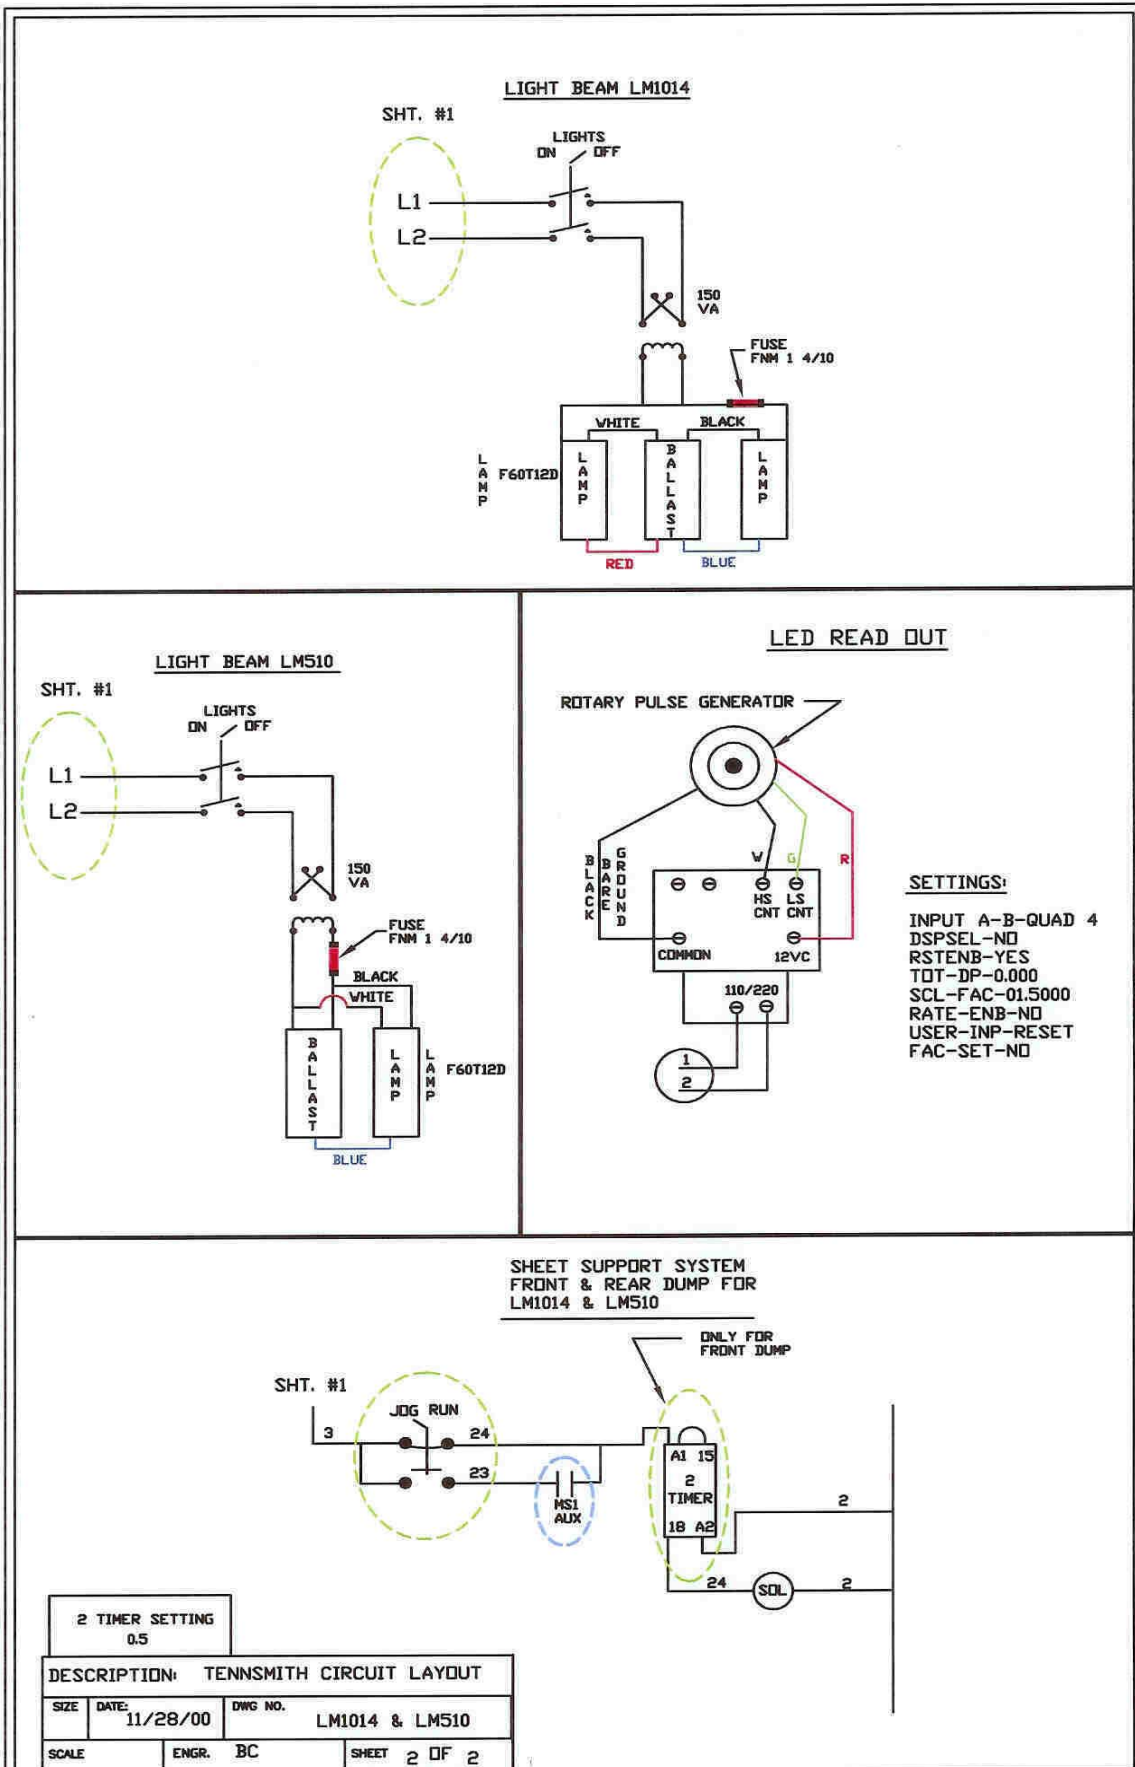 LIGHT BEAM LM1014
SHT. #1
LIGHTS
ON OFF
L1
L2
150
VA
FUSE
FNM 1 4/10
WHITE
BLACK
LAMP
F60T12D
LAMP
BALLAST
LAMP
RED
BLUE
LIGHT BEAM LM510
SHT. #1
LIGHTS
ON OFF
L1
L2
150
VA
FUSE
FNM 1 4/10
BLACK
WHITE
BALLAST
LAMP
LAMP
F60T12D
BLUE
LED READ OUT
ROTARY PULSE GENERATOR
BLACK
BARE
GROUND
W
G
R
HS
CNT
LS
CNT
COMMON
12VC
110/220
1
2
SETTINGS:
INPUT A-B-QUAD 4
DSPSEL-NO
RSTENB-YES
TOT-DP-0.000
SCL-FAC-01.5000
RATE-ENB-NO
USER-INP-RESET
FAC-SET-NO
SHEET SUPPORT SYSTEM
FRONT & REAR DUMP FOR
LM1014 & LM510
ONLY FOR
FRONT DUMP
SHT. #1
JOG RUN
3
24
23
MS1
AUX
A1 15
2
TIMER
18 A2
2
24
SOL
2
2 TIMER SETTING
0.5
DESCRIPTION: TENNSMITH CIRCUIT LAYOUT
SIZE
DATE: 11/28/00
DWG NO. LM1014 & LM510
SCALE
ENGR. BC
SHEET 2 OF 2